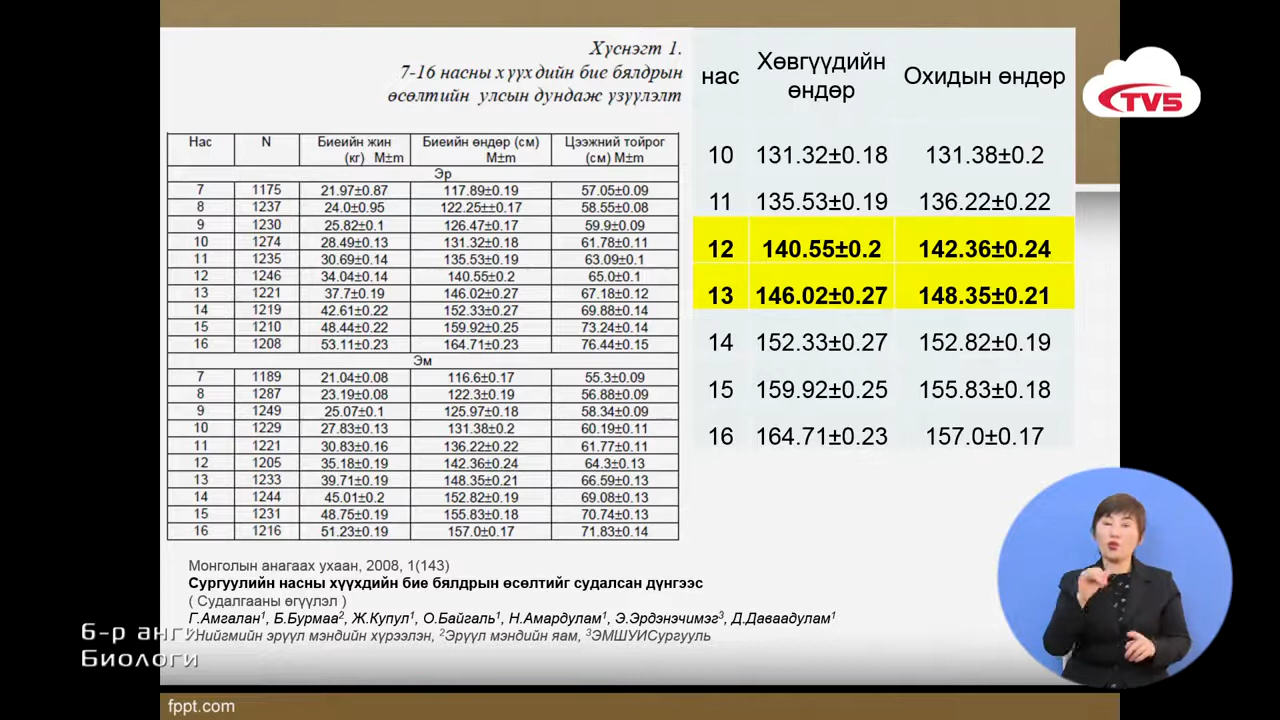 Хүснэгт 1.
7-16 насны хүүхдийн бие бялдрын
өсөлтийн улсын дундаж үзүүлэлт
Нас N Биеийн жин (кг) M±m Биеийн өндөр (см) M±m Цээжний тойрог (см) M±m
Эр
7 1175 21.97±0.87 117.89±0.19 57.05±0.09
8 1237 24.0±0.95 122.25±±0.17 58.55±0.08
9 1230 25.82±0.1 126.47±0.17 59.9±0.09
10 1274 28.49±0.13 131.32±0.18 61.78±0.11
11 1235 30.69±0.14 135.53±0.19 63.09±0.1
12 1246 34.04±0.14 140.55±0.2 65.0±0.1
13 1221 37.7±0.19 146.02±0.27 67.18±0.12
14 1219 42.61±0.22 152.33±0.27 69.88±0.14
15 1210 48.44±0.22 159.92±0.25 73.24±0.14
16 1208 53.11±0.23 164.71±0.23 76.44±0.15
Эм
7 1189 21.04±0.08 116.6±0.17 55.3±0.09
8 1287 23.19±0.08 122.3±0.19 56.88±0.09
9 1249 25.07±0.1 125.97±0.18 58.34±0.09
10 1229 27.83±0.13 131.38±0.2 60.19±0.11
11 1221 30.83±0.16 136.22±0.22 61.77±0.11
12 1205 35.18±0.19 142.36±0.24 64.3±0.13
13 1233 39.71±0.19 148.35±0.21 66.59±0.13
14 1244 45.01±0.2 152.82±0.19 69.08±0.13
15 1231 48.75±0.19 155.83±0.18 70.74±0.13
16 1216 51.23±0.19 157.0±0.17 71.83±0.14
нас Хөвгүүдийн өндөр Охидын өндөр
10 131.32±0.18 131.38±0.2
11 135.53±0.19 136.22±0.22
12 140.55±0.2 142.36±0.24
13 146.02±0.27 148.35±0.21
14 152.33±0.27 152.82±0.19
15 159.92±0.25 155.83±0.18
16 164.71±0.23 157.0±0.17
TV5
Монголын анагаах ухаан, 2008, 1(143)
Сургуулийн насны хүүхдийн бие бялдрын өсөлтийг судалсан дүнгээс
( Судалгааны өгүүлэл )
Г.Амгалан¹, Б.Бурмаа², Ж.Купул¹, О.Байгаль¹, Н.Амардулам¹, Э.Эрдэнэчимэг³, Д.Даваадулам¹
¹Нийгмийн эрүүл мэндийн хүрээлэн, ²Эрүүл мэндийн яам, ³ЭМШУИСургууль
6-р анги
Биологи
fppt.com